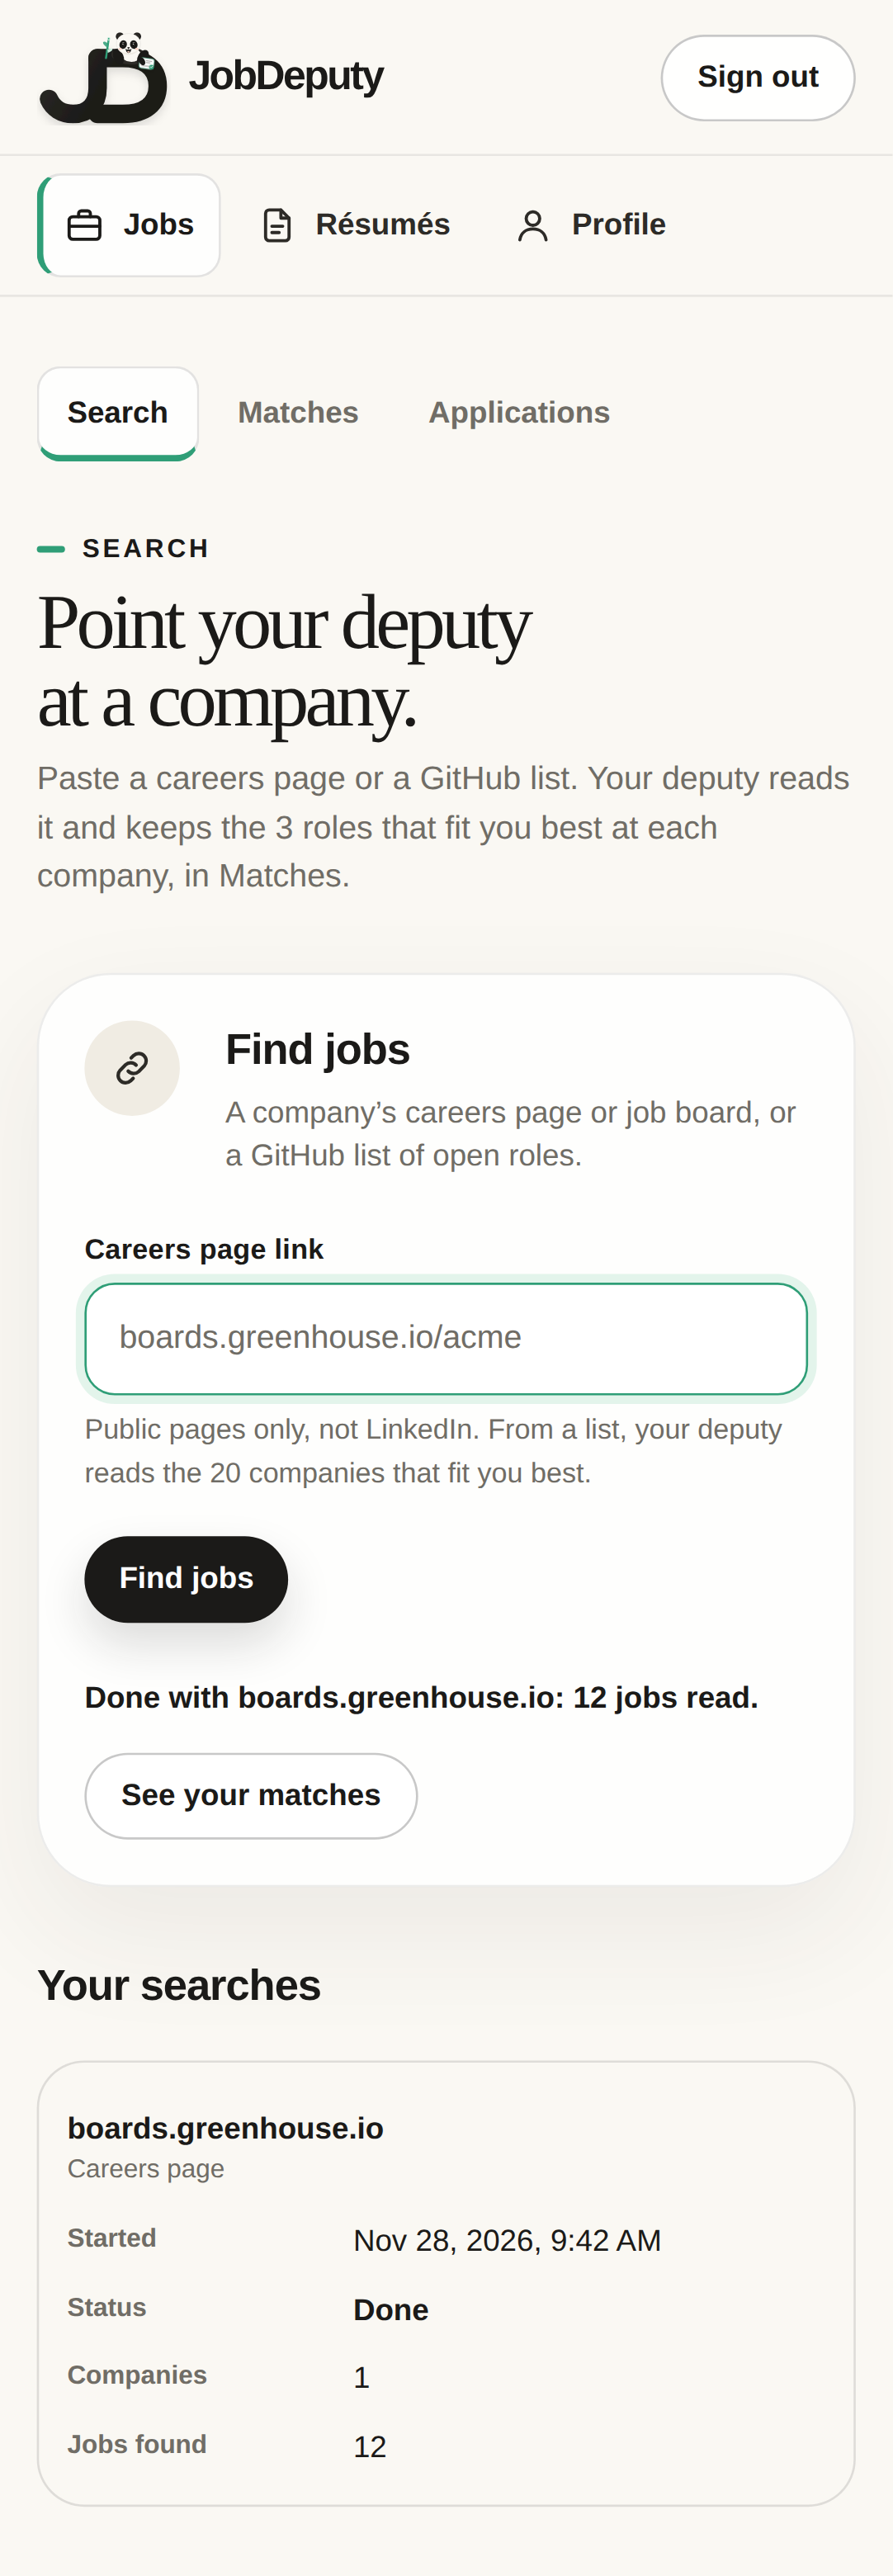 JobDeputy
Sign out
Jobs
Résumés
Profile
Search
Matches
Applications
SEARCH
Point your deputy
at a company.
Paste a careers page or a GitHub list. Your deputy reads
it and keeps the 3 roles that fit you best at each
company, in Matches.
Find jobs
A company’s careers page or job board, or
a GitHub list of open roles.
Careers page link
boards.greenhouse.io/acme
Public pages only, not LinkedIn. From a list, your deputy
reads the 20 companies that fit you best.
Find jobs
Done with boards.greenhouse.io: 12 jobs read.
See your matches
Your searches
boards.greenhouse.io
Careers page
Started
Nov 28, 2026, 9:42 AM
Status
Done
Companies
1
Jobs found
12